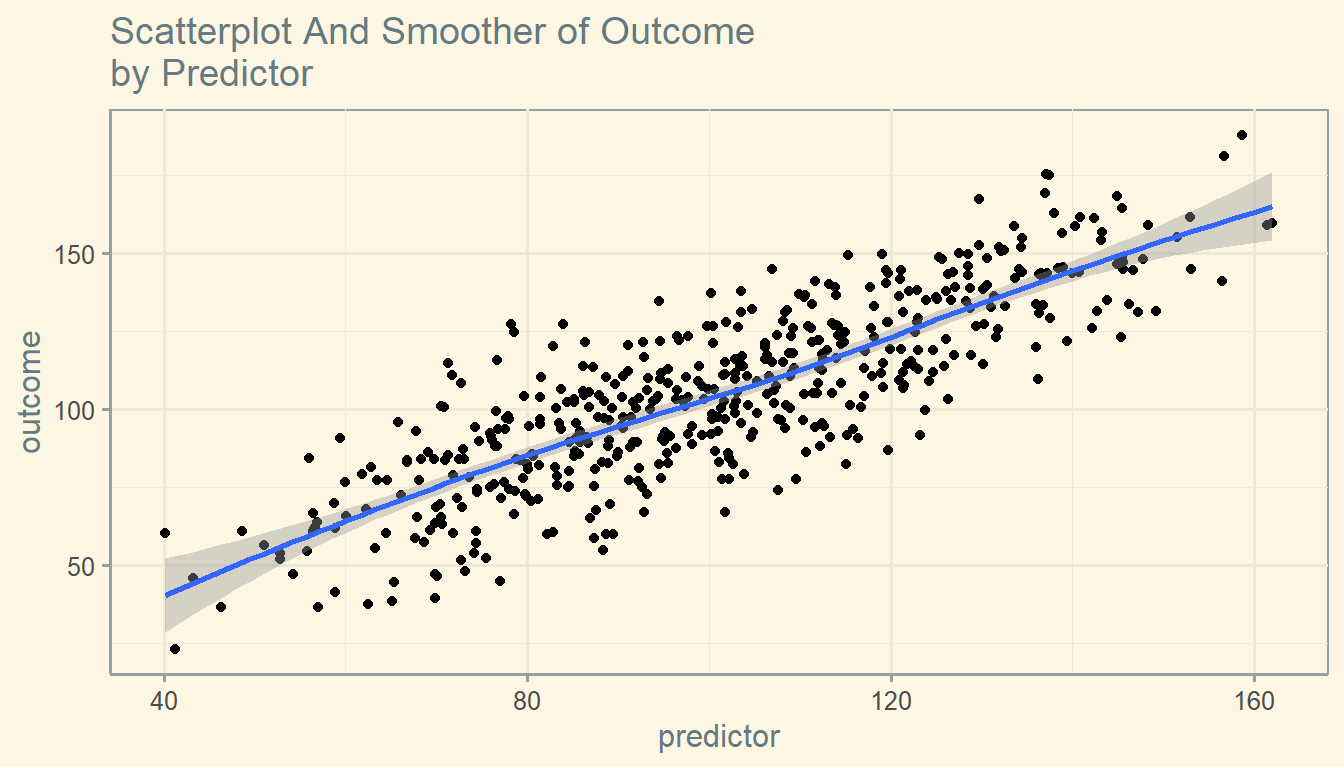 Scatterplot And Smoother of Outcome
by Predictor
outcome
150
100
50
40 80 120 160
predictor